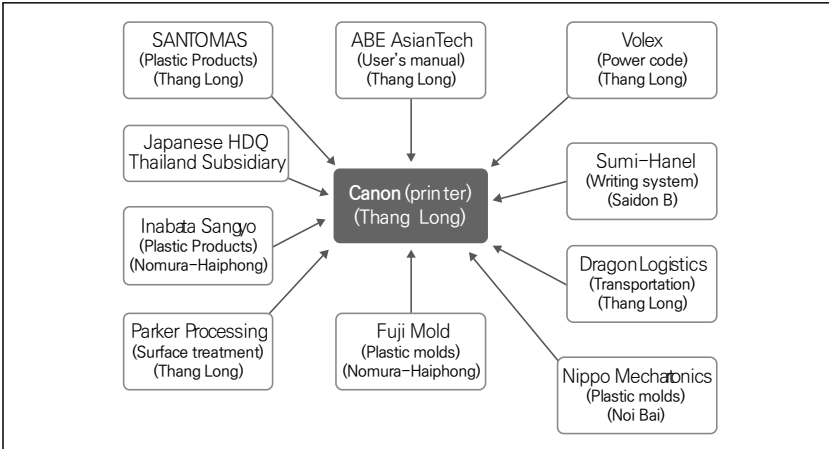 SANTOMAS
(Plastic Products)
(Thang Long)
ABE AsianTech
(User's manual)
(Thang Long)
Volex
(Power code)
(Thang Long)
Japanese HDQ
Thailand Subsidiary
Canon (printer)
(Thang Long)
Sumi-Hanel
(Writing system)
(Saidon B)
Inabata Sangyo
(Plastic Products)
(Nomura-Haiphong)
Dragon Logistics
(Transportation)
(Thang Long)
Parker Processing
(Surface treatment)
(Thang Long)
Fuji Mold
(Plastic molds)
(Nomura-Haiphong)
Nippo Mechatronics
(Plastic molds)
(Noi Bai)